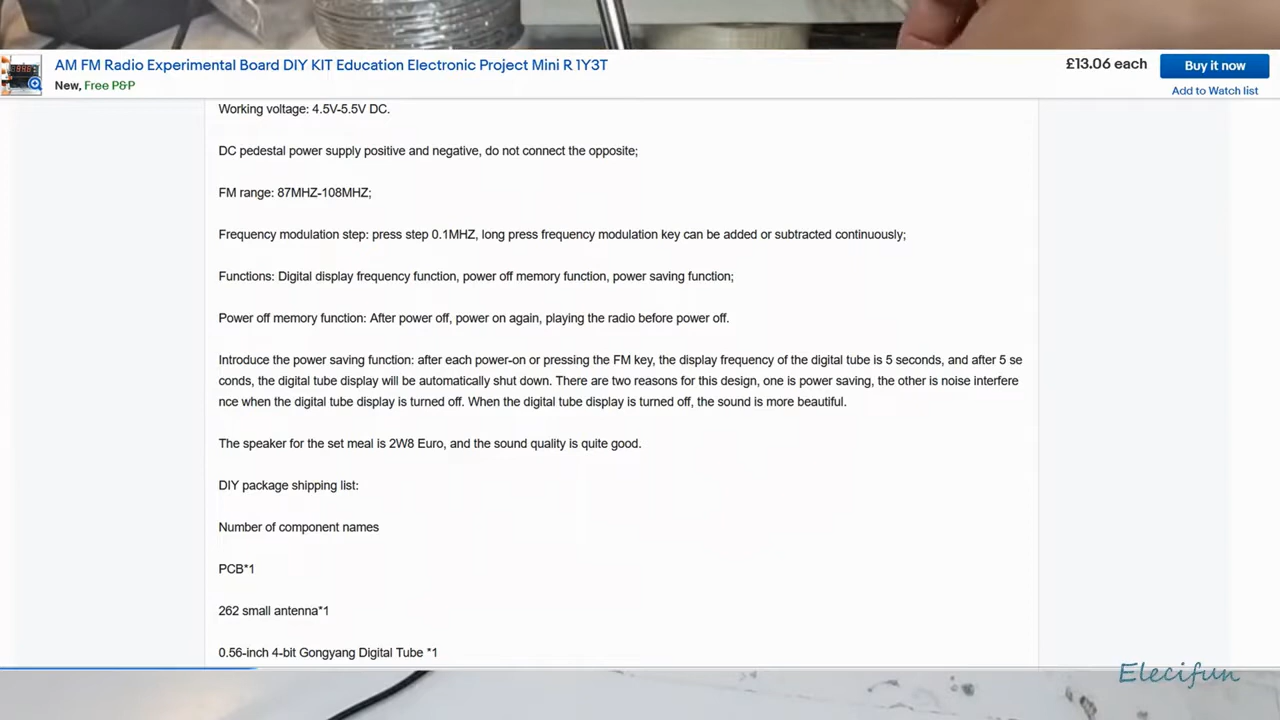 AM FM Radio Experimental Board DIY KIT Education Electronic Project Mini R 1Y3T
£13.06 each
Buy it now
New, Free P&P
Add to Watch list
Working voltage: 4.5V-5.5V DC.
DC pedestal power supply positive and negative, do not connect the opposite;
FM range: 87MHZ-108MHZ;
Frequency modulation step: press step 0.1MHZ, long press frequency modulation key can be added or subtracted continuously;
Functions: Digital display frequency function, power off memory function, power saving function;
Power off memory function: After power off, power on again, playing the radio before power off.
Introduce the power saving function: after each power-on or pressing the FM key, the display frequency of the digital tube is 5 seconds, and after 5 se
conds, the digital tube display will be automatically shut down. There are two reasons for this design, one is power saving, the other is noise interfere
nce when the digital tube display is turned off. When the digital tube display is turned off, the sound is more beautiful.
The speaker for the set meal is 2W8 Euro, and the sound quality is quite good.
DIY package shipping list:
Number of component names
PCB*1
262 small antenna*1
0.56-inch 4-bit Gongyang Digital Tube *1
Elecifun